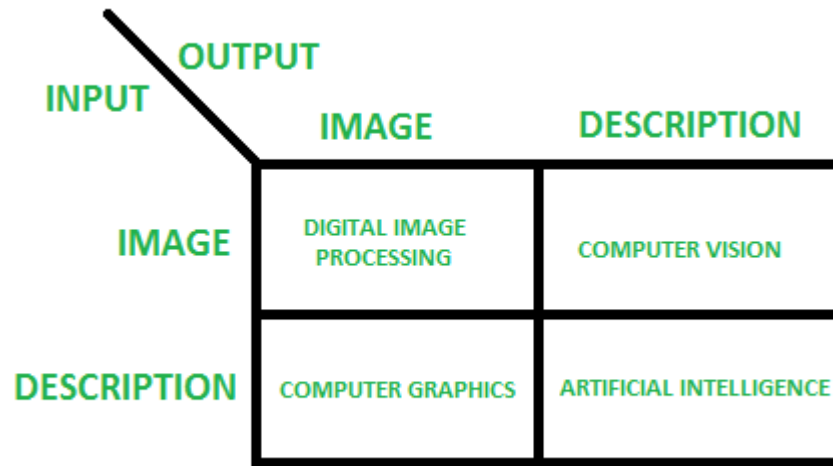 OUTPUT
INPUT
IMAGE DESCRIPTION
IMAGE
DIGITAL IMAGE
PROCESSING
COMPUTER VISION
DESCRIPTION
COMPUTER GRAPHICS
ARTIFICIAL INTELLIGENCE